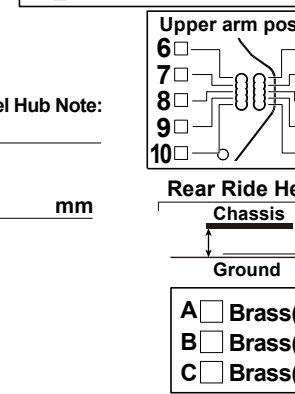 Upper arm pos
6
7
8
9
10
el Hub Note:
mm
Rear Ride He
Chassis
Ground
A Brass(
B Brass(
C Brass(